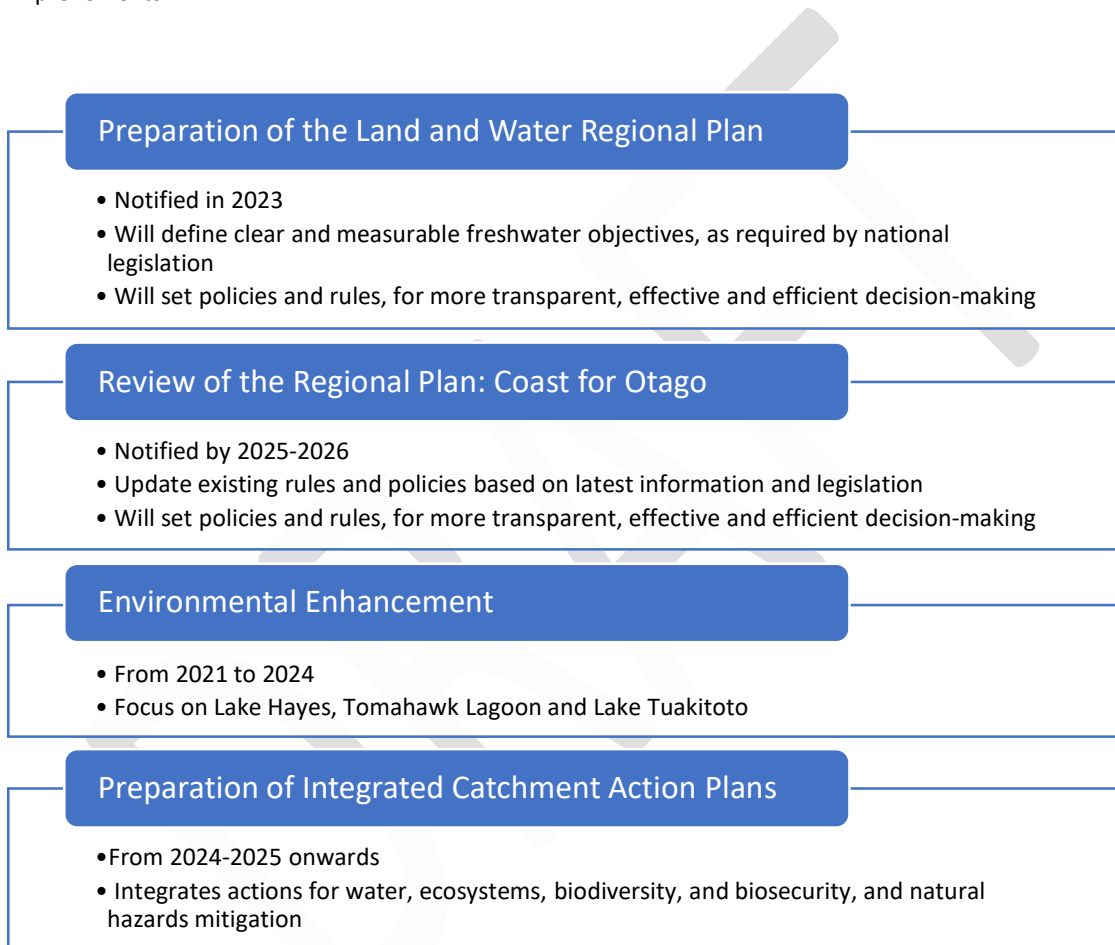 Preparation of the Land and Water Regional Plan
• Notified in 2023
• Will define clear and measurable freshwater objectives, as required by national
legislation
• Will set policies and rules, for more transparent, effective and efficient decision-making
Review of the Regional Plan: Coast for Otago
• Notified by 2025-2026
• Update existing rules and policies based on latest information and legislation
• Will set policies and rules, for more transparent, effective and efficient decision-making
Environmental Enhancement
• From 2021 to 2024
• Focus on Lake Hayes, Tomahawk Lagoon and Lake Tuakitoto
Preparation of Integrated Catchment Action Plans
•From 2024-2025 onwards
• Integrates actions for water, ecosystems, biodiversity, and biosecurity, and natural
hazards mitigation